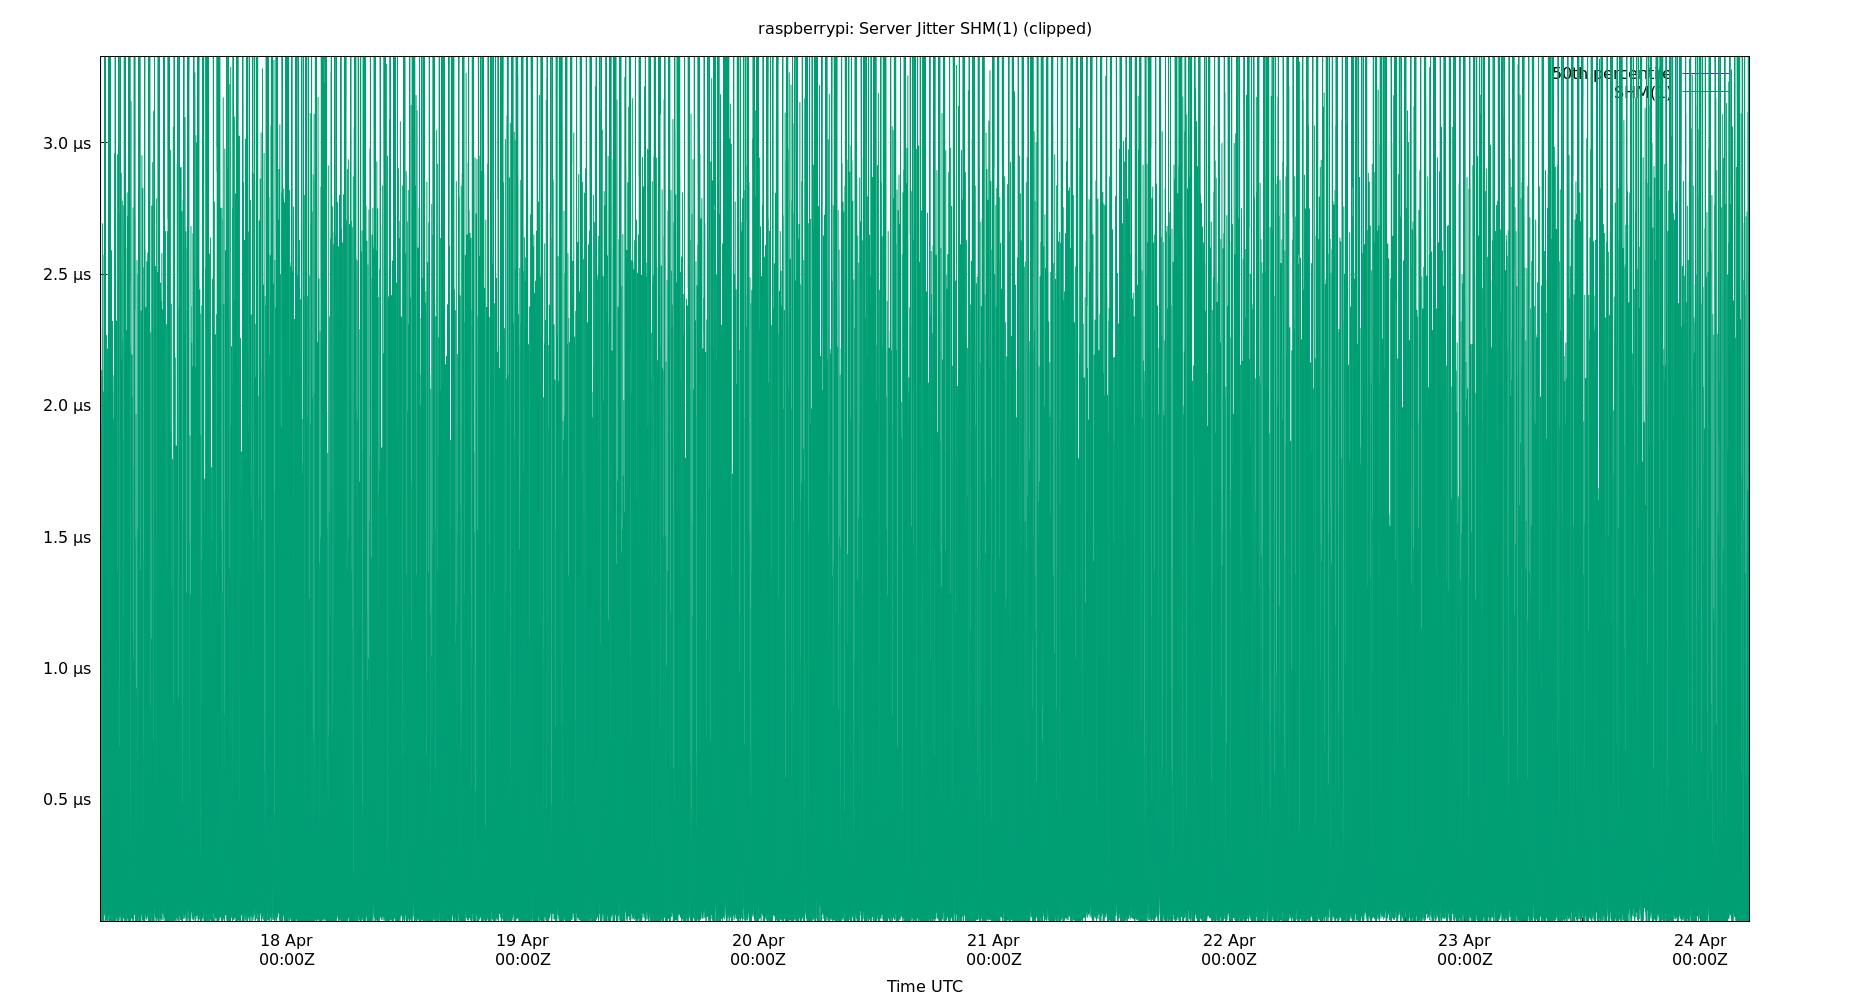 raspberrypi: Server Jitter SHM(1) (clipped)
50th percentile
SHM(1)
3.0 µs
2.5 µs
2.0 µs
1.5 µs
1.0 µs
0.5 µs
18 Apr 19 Apr 20 Apr 21 Apr 22 Apr 23 Apr 24 Apr
00:00Z 00:00Z 00:00Z 00:00Z 00:00Z 00:00Z 00:00Z
Time UTC